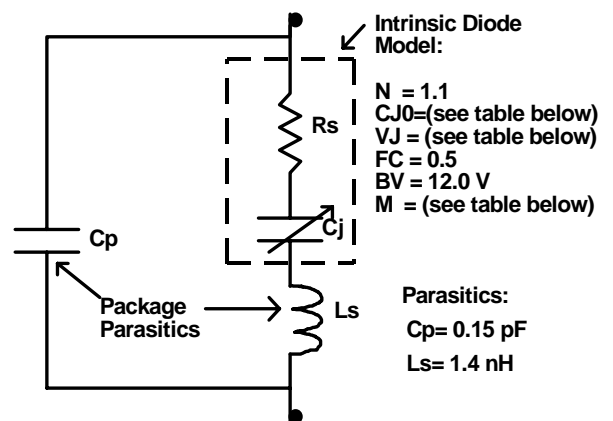 Intrinsic Diode
Model:
N = 1.1
CJ0=(see table below)
VJ = (see table below)
FC = 0.5
BV = 12.0 V
M = (see table below)
Rs
Cj
Cp
Package
Parasitics
Ls
Parasitics:
Cp= 0.15 pF
Ls= 1.4 nH